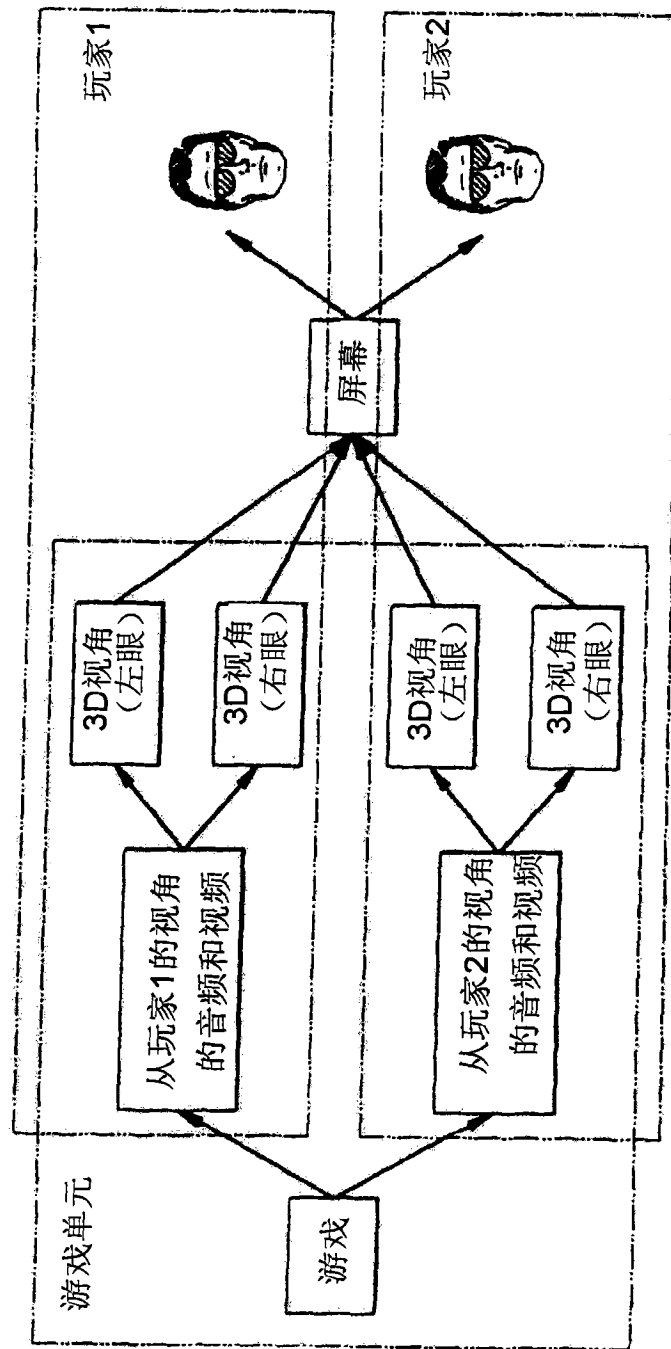 游戏单元
游戏
从玩家1的视角
的音频和视频
3D视角
（左眼）
3D视角
（右眼）
从玩家2的视角
的音频和视频
3D视角
（左眼）
3D视角
（右眼）
屏幕
玩家1
玩家2